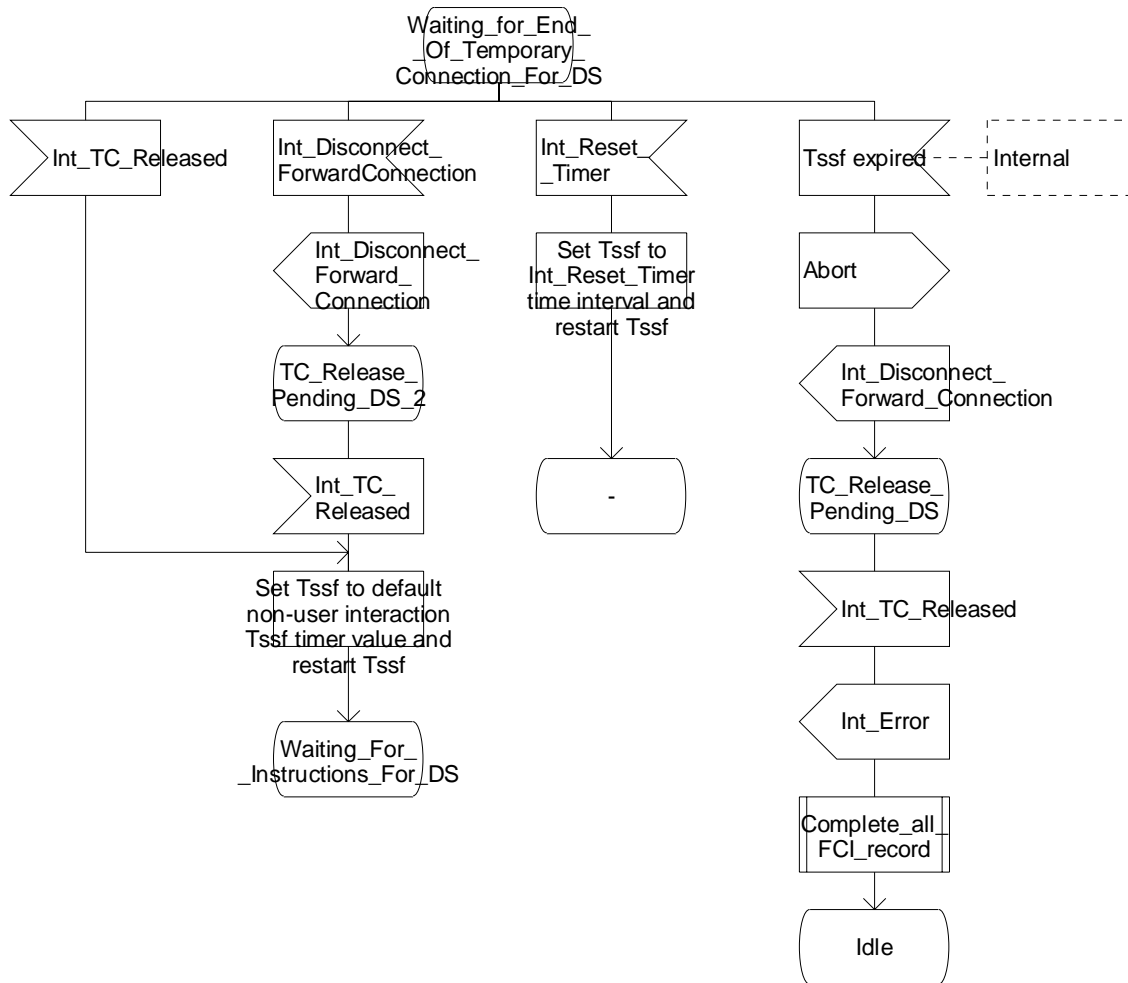 Waiting_for_End_
_Of_Temporary_
Connection_For_DS
Int_TC_Released
Int_Disconnect_
ForwardConnection
Int_Reset_
_Timer
Tssf expired
Internal
Int_Disconnect_
Forward_
Connection
Set Tssf to
Int_Reset_Timer
time interval and
restart Tssf
Abort
TC_Release_
Pending_DS_2
Int_Disconnect_
Forward_Connection
Int_TC_
Released
-
TC_Release_
Pending_DS
Set Tssf to default
non-user interaction
Tssf timer value and
restart Tssf
Int_TC_Released
Waiting_For_
_Instructions_For_DS
Int_Error
Complete_all_
FCI_record
Idle